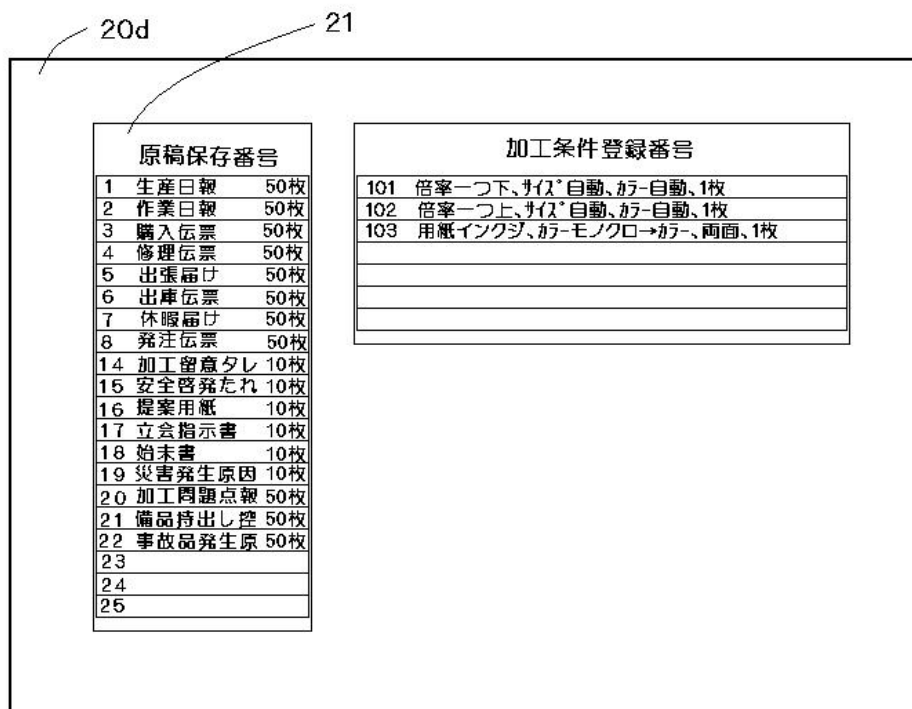 20d
21
原稿保存番号
1 生産日報 50枚
2 作業日報 50枚
3 購入伝票 50枚
4 修理伝票 50枚
5 出張届け 50枚
6 出庫伝票 50枚
7 休暇届け 50枚
8 発注伝票 50枚
14 加工留意タレ 10枚
15 安全啓発たれ 10枚
16 提案用紙 10枚
17 立会指示書 10枚
18 始末書 10枚
19 災害発生原因 10枚
20 加工問題点報 50枚
21 備品持出し控 50枚
22 事故品発生原 50枚
23
24
25
加工条件登録番号
101 倍率一つ下、ｻｲｽﾞ自動、ｶﾗｰ自動、1枚
102 倍率一つ上、ｻｲｽﾞ自動、ｶﾗｰ自動、1枚
103 用紙インクジ、ｶﾗｰモノクロ→ｶﾗｰ、両面、1枚